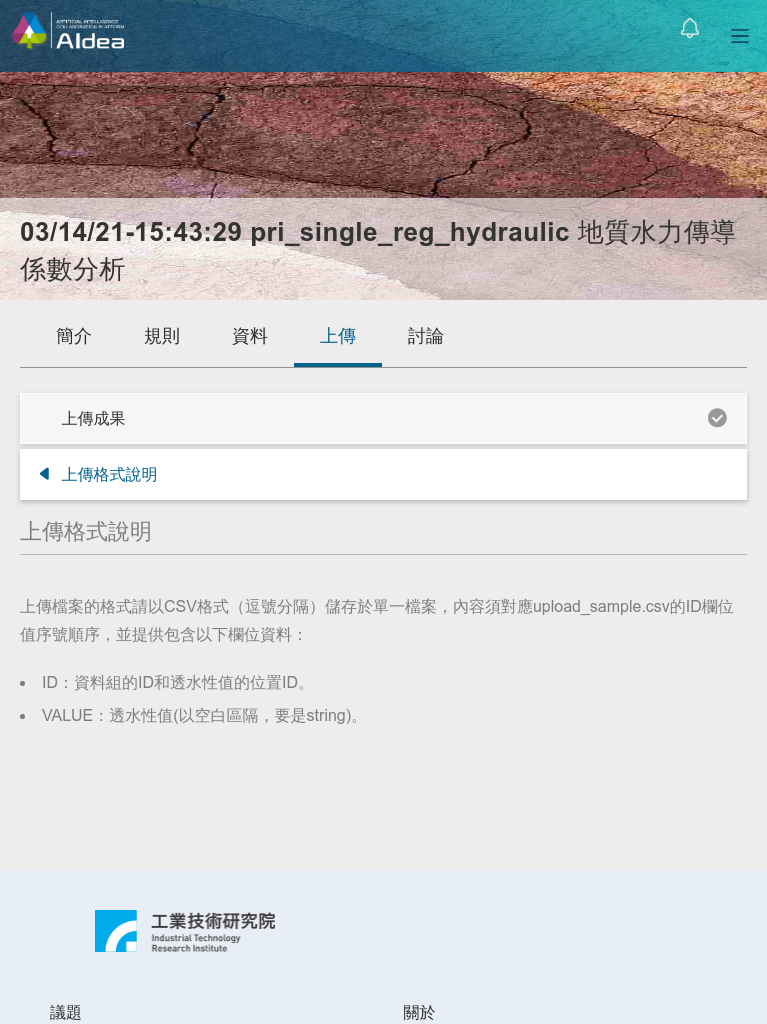 ARTIFICIAL INTELLIGENCE
COLLABORATION PLATFORM
AIdea
03/14/21-15:43:29 pri_single_reg_hydraulic 地質水力傳導
係數分析
簡介 規則 資料 上傳 討論
上傳成果
上傳格式說明
上傳格式說明
上傳檔案的格式請以CSV格式（逗號分隔）儲存於單一檔案，內容須對應upload_sample.csv的ID欄位
值序號順序，並提供包含以下欄位資料：
ID：資料組的ID和透水性值的位置ID。
VALUE：透水性值(以空白區隔，要是string)。
工業技術研究院
Industrial Technology
Research Institute
議題 關於